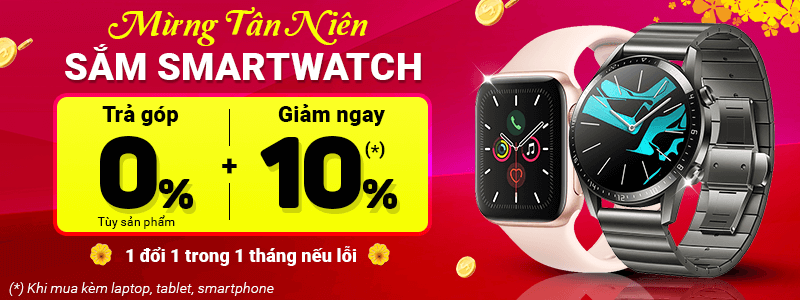 Mừng Tân Niên
SẮM SMARTWATCH
Trả góp
0%
Tùy sản phẩm
+
Giảm ngay
10%(*)
1 đổi 1 trong 1 tháng nếu lỗi
(*) Khi mua kèm laptop, tablet, smartphone